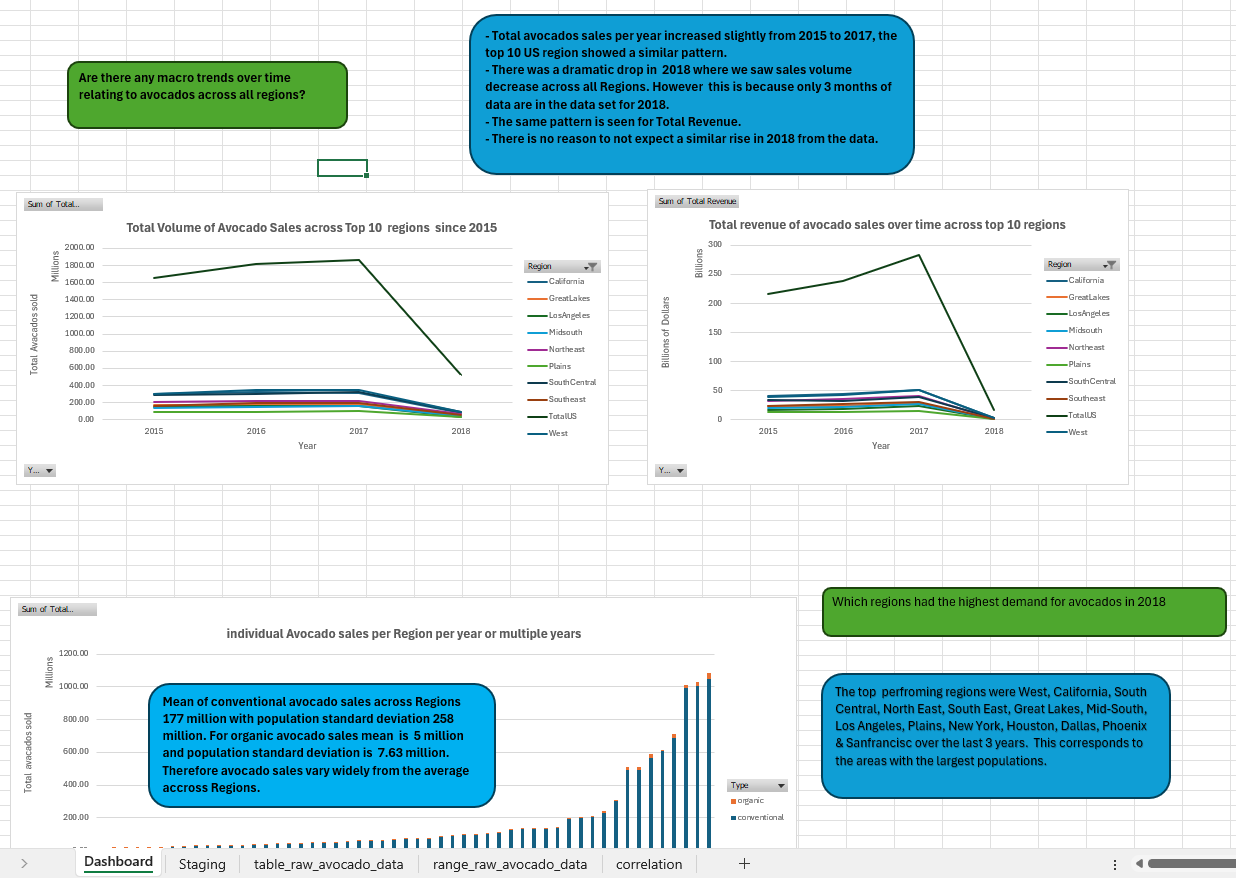 Are there any macro trends over time
relating to avocados across all regions?
- Total avocados sales per year increased slightly from 2015 to 2017, the
top 10 US region showed a similar pattern.
- There was a dramatic drop in  2018 where we saw sales volume
decrease across all Regions. However  this is because only 3 months of
data are in the data set for 2018.
- The same pattern is seen for Total Revenue.
- There is no reason to not expect a similar rise in 2018 from the data.
Sum of Total...
Total Volume of Avocado Sales across Top 10  regions  since 2015
Millions
Total Avacados sold
2000.00
1800.00
1600.00
1400.00
1200.00
1000.00
800.00
600.00
400.00
200.00
0.00
2015
2016
2017
2018
Year
Region
California
GreatLakes
LosAngeles
Midsouth
Northeast
Plains
SouthCentral
Southeast
TotalUS
West
Y...
Sum of Total Revenue
Total revenue of avocado sales over time across top 10 regions
Billions
Billions of Dollars
300
250
200
150
100
50
0
2015
2016
2017
2018
Year
Region
California
GreatLakes
LosAngeles
Midsouth
Northeast
Plains
SouthCentral
Southeast
TotalUS
West
Y...
Sum of Total...
individual Avocado sales per Region per year or multiple years
Millions
Total avacados sold
1200.00
1000.00
800.00
600.00
400.00
200.00
Mean of conventional avocado sales across Regions
177 million with population standard deviation 258
million. For organic avocado sales mean  is  5 million
and population standard deviation is  7.63 million.
Therefore avocado sales vary widely from the average
accross Regions.
Type
organic
conventional
Which regions had the highest demand for avocados in 2018
The top  perfroming regions were West, California, South
Central, North East, South East, Great Lakes, Mid-South,
Los Angeles, Plains, New York, Houston, Dallas, Phoenix
& Sanfrancisc over the last 3 years.  This corresponds to
the areas with the largest populations.
Dashboard
Staging
table_raw_avocado_data
range_raw_avocado_data
correlation